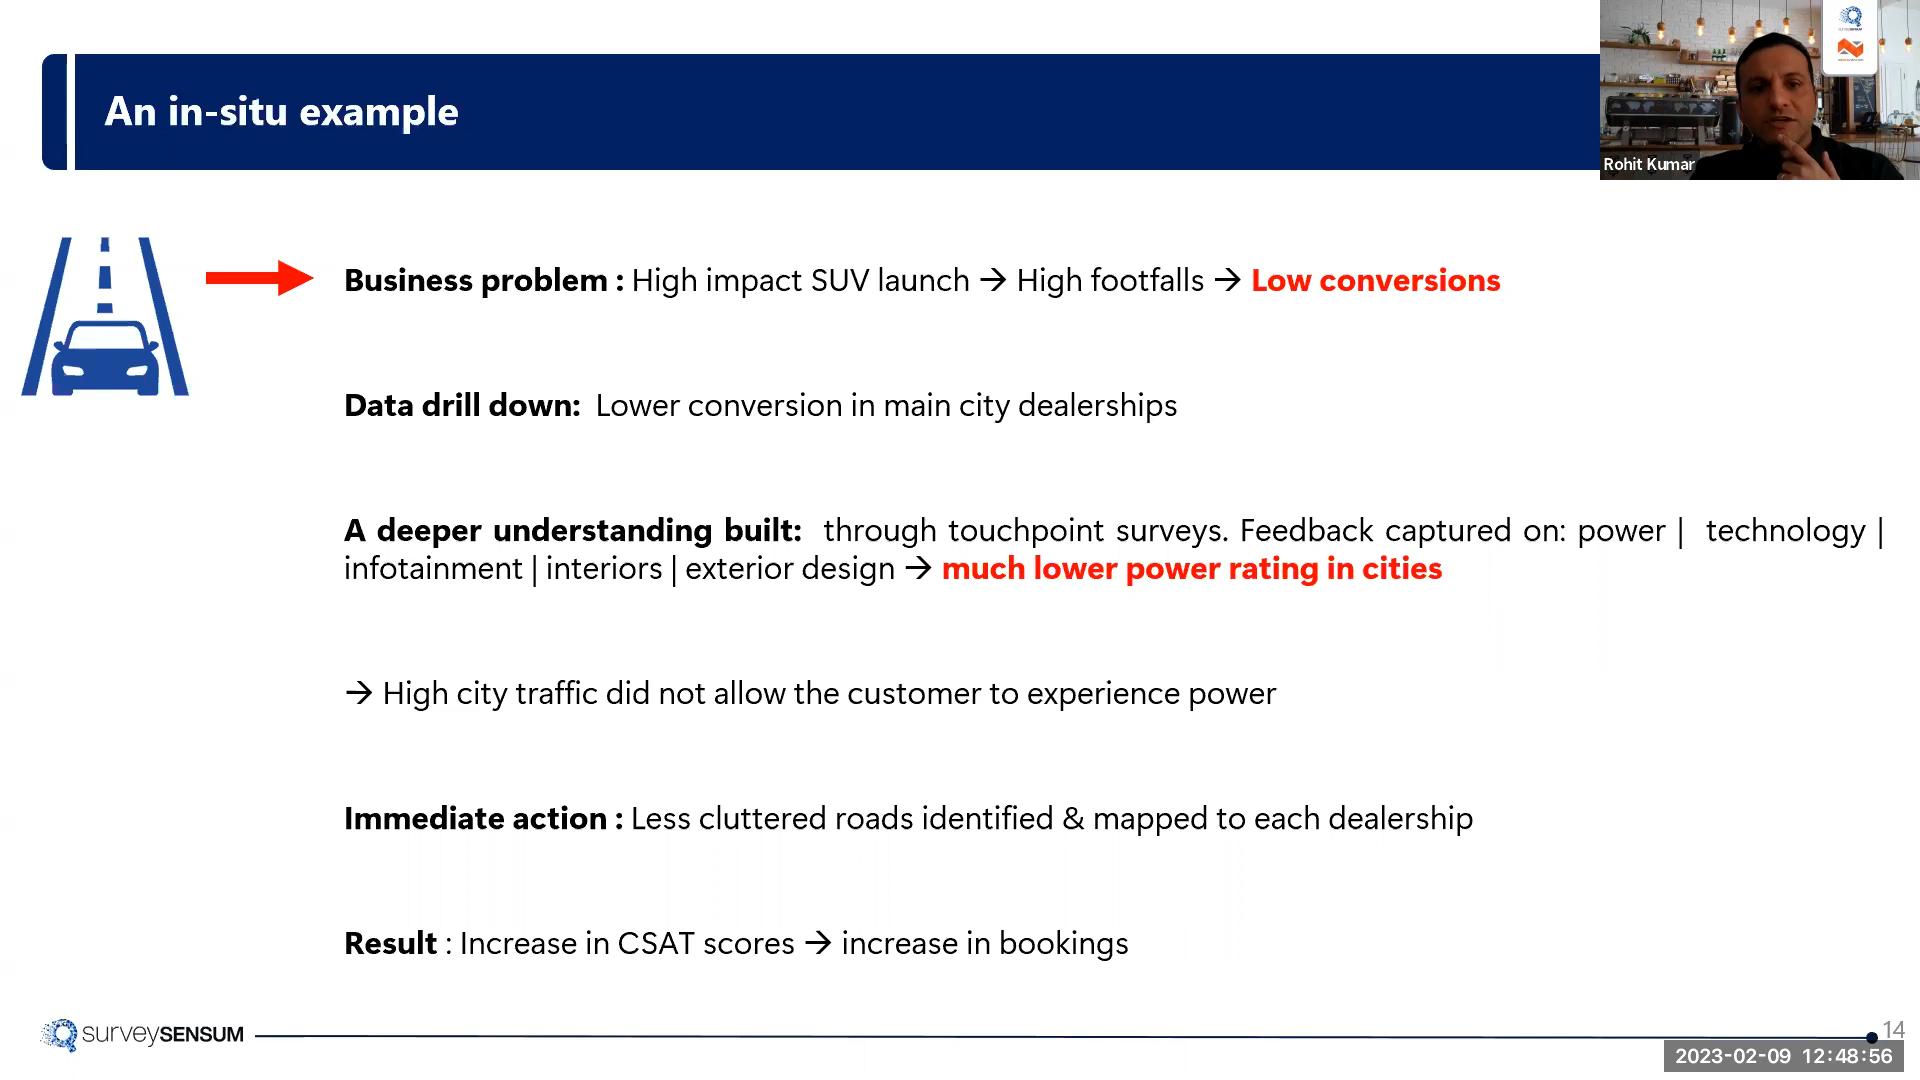 An in-situ example
Rohit Kumar
Business problem : High impact SUV launch → High footfalls → Low conversions
Data drill down: Lower conversion in main city dealerships
A deeper understanding built: through touchpoint surveys. Feedback captured on: power | technology |
infotainment | interiors | exterior design → much lower power rating in cities
→ High city traffic did not allow the customer to experience power
Immediate action : Less cluttered roads identified & mapped to each dealership
Result : Increase in CSAT scores → increase in bookings
surveySENSUM
14
2023-02-09 12:48:56